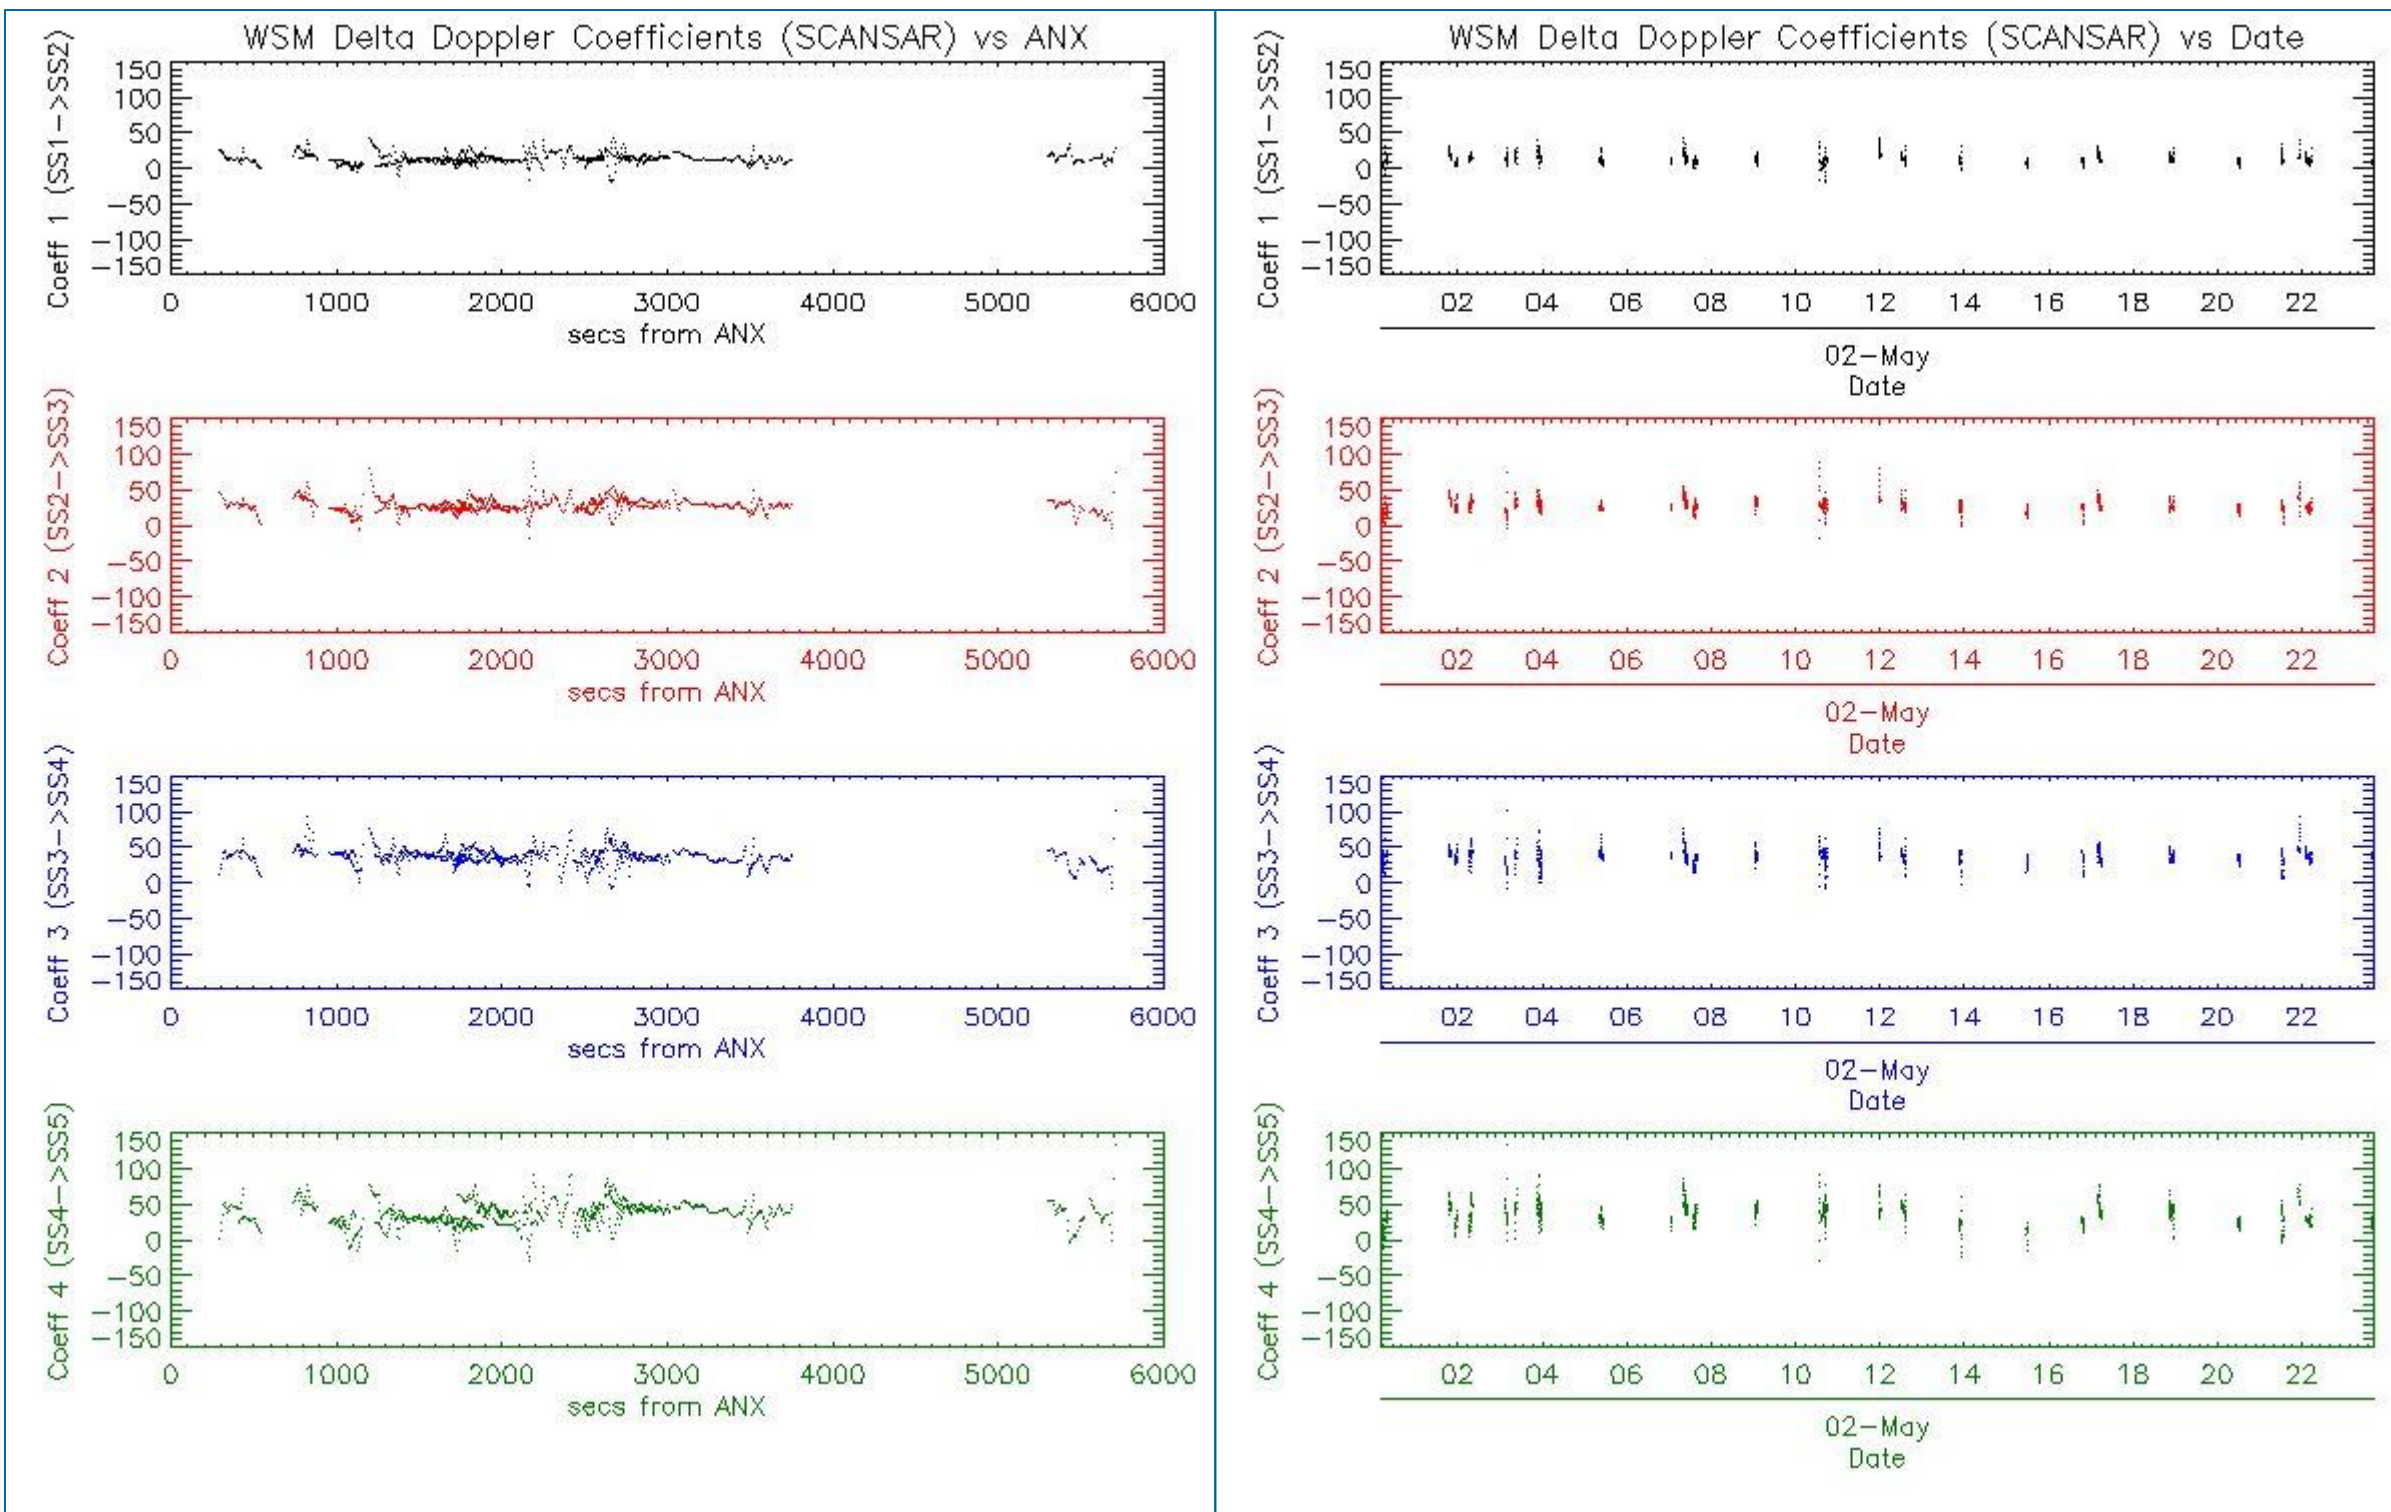 WSM Delta Doppler Coefficients (SCANSAR) vs ANX
Coeff 1 (SS1->SS2)
150
100
50
0
-50
-100
-150
0 1000 2000 3000 4000 5000 6000
secs from ANX
Coeff 2 (SS2->SS3)
150
100
50
0
-50
-100
-150
0 1000 2000 3000 4000 5000 6000
secs from ANX
Coeff 3 (SS3->SS4)
150
100
50
0
-50
-100
-150
0 1000 2000 3000 4000 5000 6000
secs from ANX
Coeff 4 (SS4->SS5)
150
100
50
0
-50
-100
-150
0 1000 2000 3000 4000 5000 6000
secs from ANX
WSM Delta Doppler Coefficients (SCANSAR) vs Date
Coeff 1 (SS1->SS2)
150
100
50
0
-50
-100
-150
02 04 06 08 10 12 14 16 18 20 22
02-May
Date
Coeff 2 (SS2->SS3)
150
100
50
0
-50
-100
-150
02 04 06 08 10 12 14 16 18 20 22
02-May
Date
Coeff 3 (SS3->SS4)
150
100
50
0
-50
-100
-150
02 04 06 08 10 12 14 16 18 20 22
02-May
Date
Coeff 4 (SS4->SS5)
150
100
50
0
-50
-100
-150
02 04 06 08 10 12 14 16 18 20 22
02-May
Date